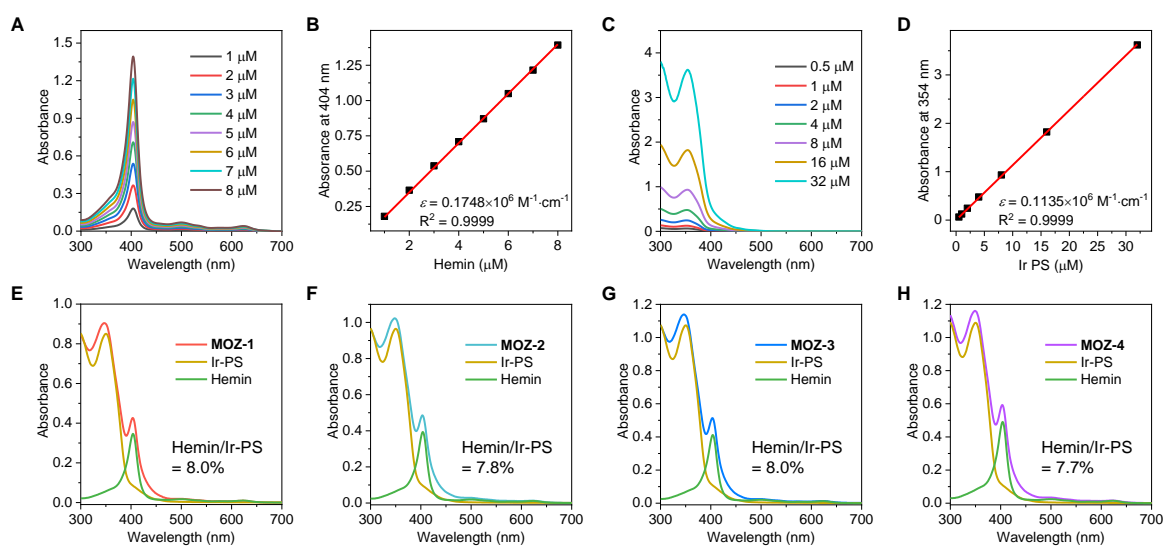 A
Absorbance
1.5
1.2
0.9
0.6
0.3
0.0
1 μM
2 μM
3 μM
4 μM
5 μM
6 μM
7 μM
8 μM
300 400 500 600 700
Wavelength (nm)
B
Absorance at 404 nm
1.25
1.00
0.75
0.50
0.25
ε = 0.1748×10⁶ M⁻¹·cm⁻¹
R² = 0.9999
2 4 6 8
Hemin (μM)
C
Absorbance
4
3
2
1
0
0.5 μM
1 μM
2 μM
4 μM
8 μM
16 μM
32 μM
300 400 500 600 700
Wavelength (nm)
D
Absorbance at 354 nm
3
2
1
0
ε = 0.1135×10⁶ M⁻¹·cm⁻¹
R² = 0.9999
0 5 10 15 20 25 30
Ir PS (μM)
E
Absorbance
1.0
0.8
0.6
0.4
0.2
0.0
MOZ-1
Ir-PS
Hemin
Hemin/Ir-PS
= 8.0%
300 400 500 600 700
Wavelength (nm)
F
Absorbance
1.0
0.8
0.6
0.4
0.2
0.0
MOZ-2
Ir-PS
Hemin
Hemin/Ir-PS
= 7.8%
300 400 500 600 700
Wavelength (nm)
G
Absorbance
1.2
1.0
0.8
0.6
0.4
0.2
0.0
MOZ-3
Ir-PS
Hemin
Hemin/Ir-PS
= 8.0%
300 400 500 600 700
Wavelength (nm)
H
Absorbance
1.2
1.0
0.8
0.6
0.4
0.2
0.0
MOZ-4
Ir-PS
Hemin
Hemin/Ir-PS
= 7.7%
300 400 500 600 700
Wavelength (nm)